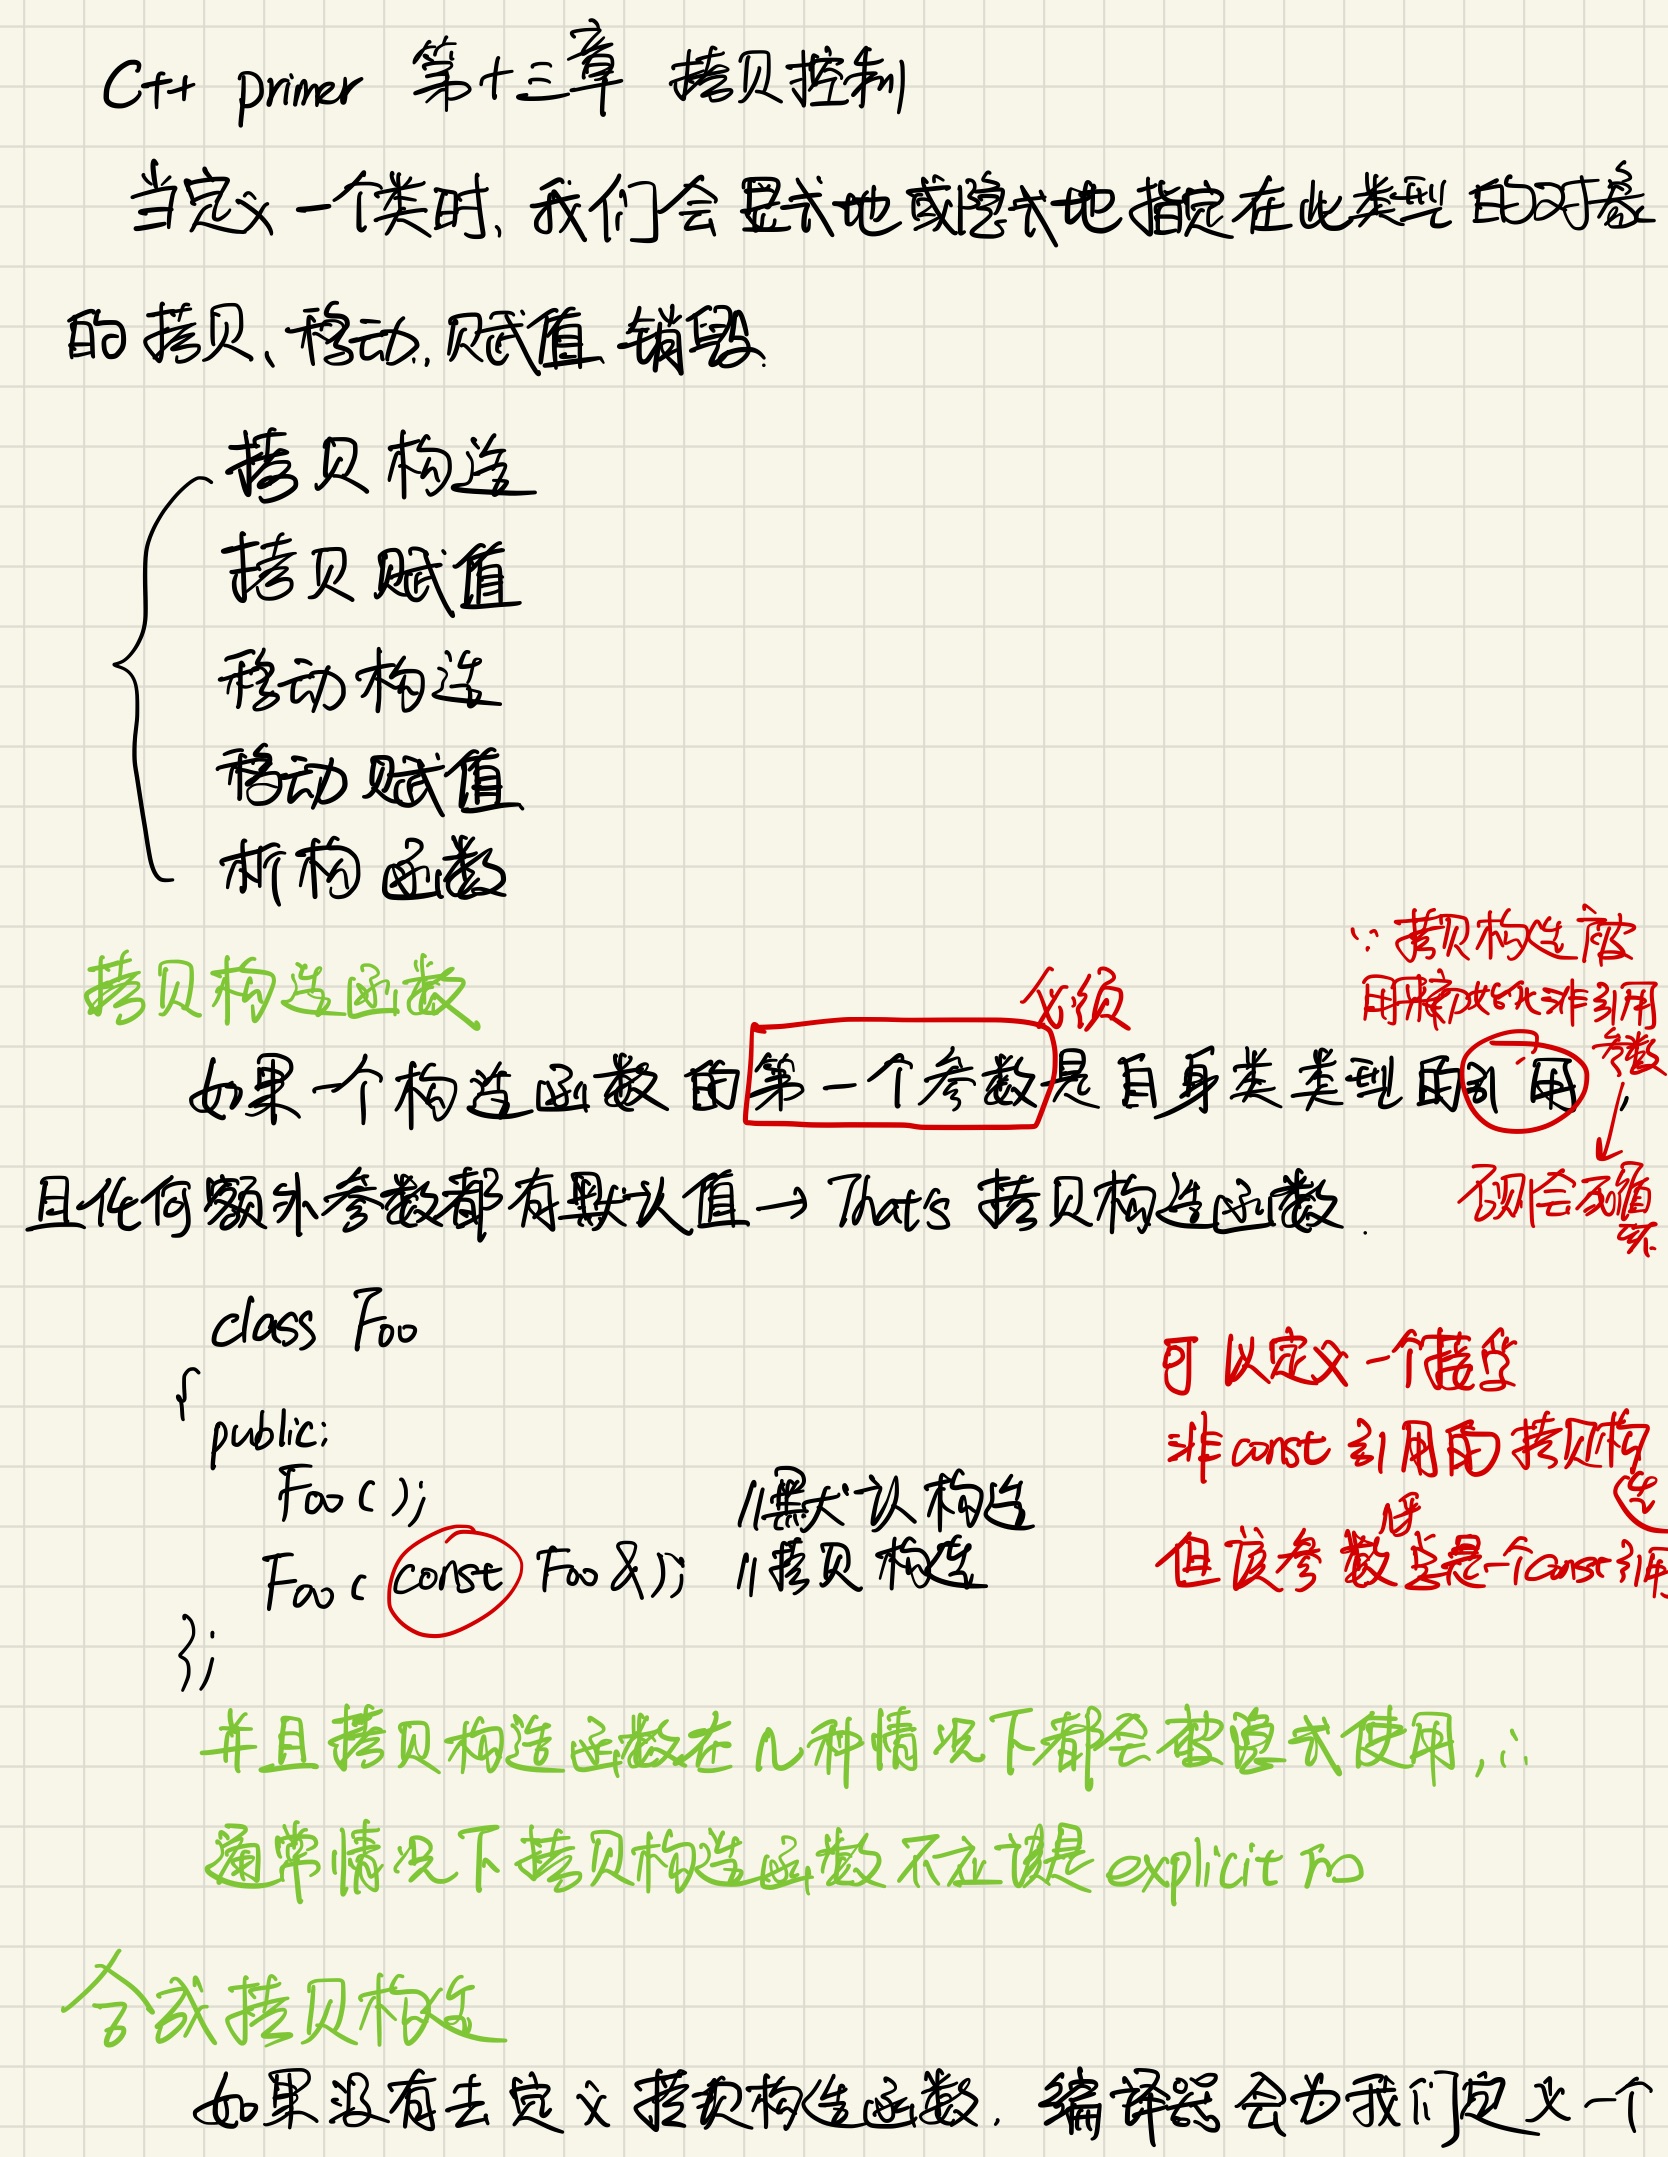 C++ primer 第十三章 拷贝控制
当定义一个类时、我们会显式地或隐式地指定在此类型的对象
的拷贝、移动、赋值、销毁.
拷贝构造
拷贝赋值
移动构造
移动赋值
析构函数
拷贝构造函数
必须
∵拷贝构造被
用来初始化非引用
参数
如果一个构造函数的第一个参数是自身类类型的引用,
否则会死循
环
且任何额外参数都有默认值→That's 拷贝构造函数.
class Foo
{
public:
Foo(); //默认构造
Foo(const Foo&); //拷贝构造
};
可以定义一个接受
非const引用的拷贝构
造
但该参数几乎总是一个const引用
并且拷贝构造函数在几种情况下都会被隐式使用,∴
通常情况下拷贝构造函数不应该是explicit的
合成拷贝构造
如果没有去定义拷贝构造函数,编译器会为我们定义一个